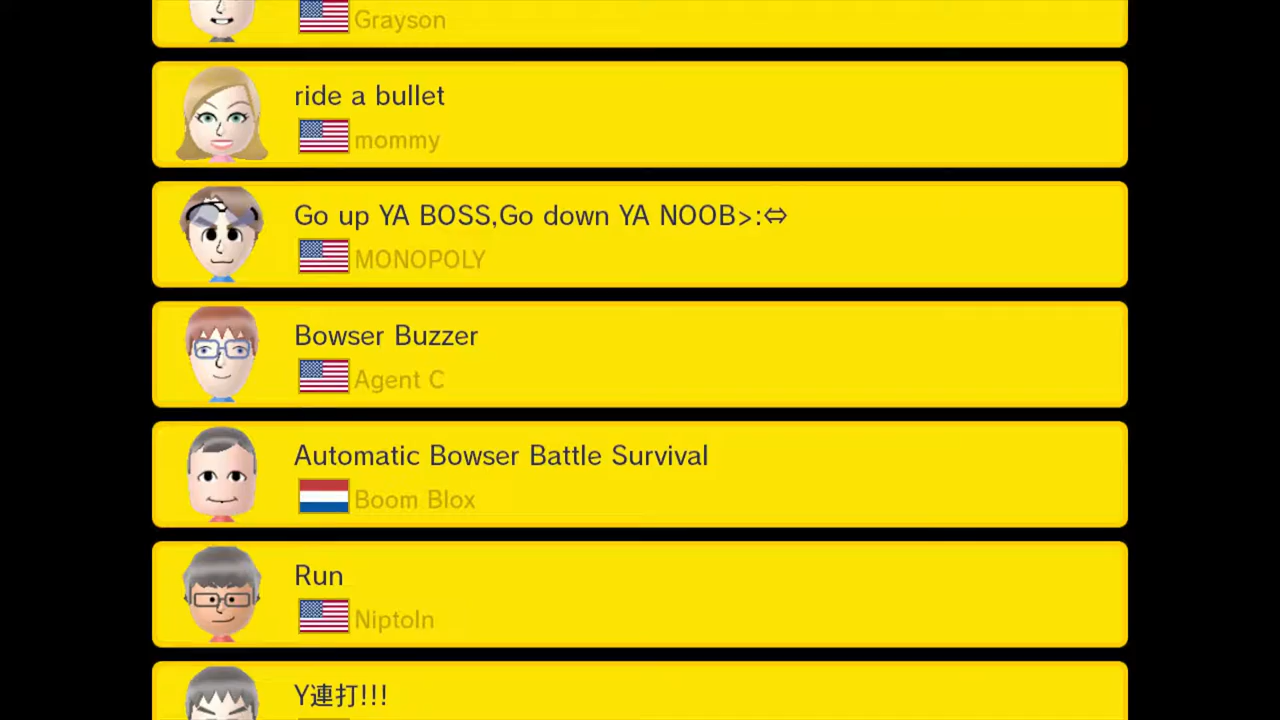 Grayson
ride a bullet
mommy
Go up YA BOSS,Go down YA NOOB>:⇔
MONOPOLY
Bowser Buzzer
Agent C
Automatic Bowser Battle Survival
Boom Blox
Run
Niptoln
Y連打!!!